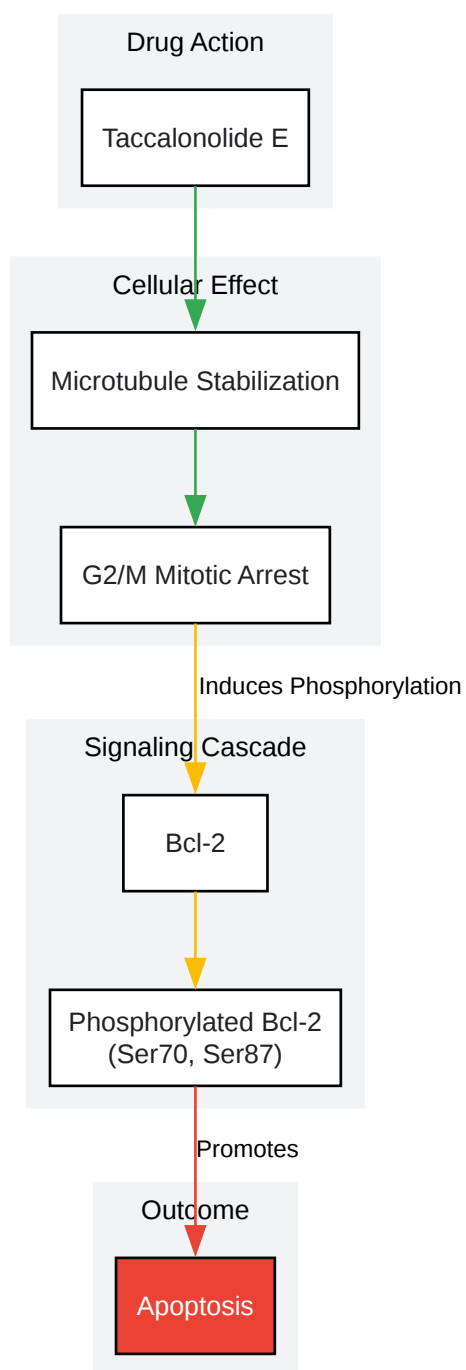 Drug Action
Taccalonolide E
Cellular Effect
Microtubule Stabilization
G2/M Mitotic Arrest
Induces Phosphorylation
Signaling Cascade
Bcl-2
Phosphorylated Bcl-2
(Ser70, Ser87)
Promotes
Outcome
Apoptosis